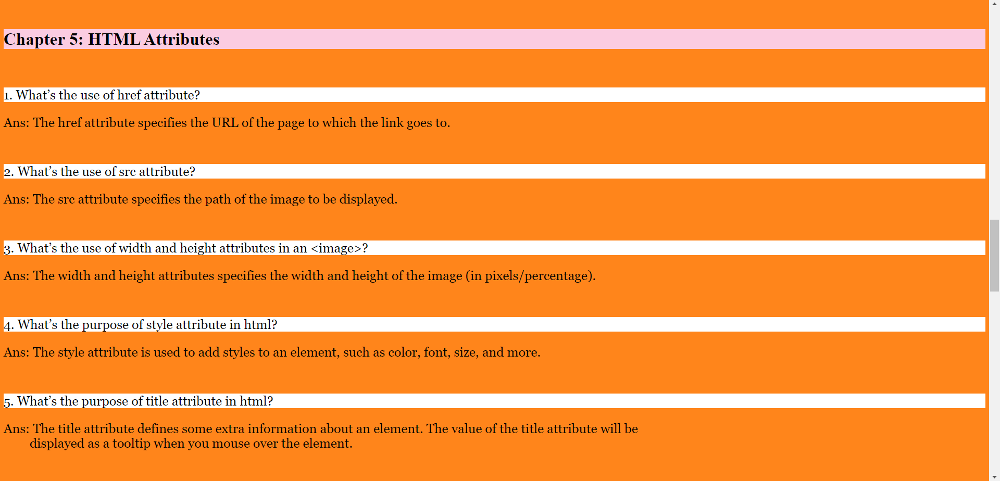 Chapter 5: HTML Attributes
1. What’s the use of href attribute?
Ans: The href attribute specifies the URL of the page to which the link goes to.
2. What’s the use of src attribute?
Ans: The src attribute specifies the path of the image to be displayed.
3. What’s the use of width and height attributes in an <image>?
Ans: The width and height attributes specifies the width and height of the image (in pixels/percentage).
4. What’s the purpose of style attribute in html?
Ans: The style attribute is used to add styles to an element, such as color, font, size, and more.
5. What’s the purpose of title attribute in html?
Ans: The title attribute defines some extra information about an element. The value of the title attribute will be
displayed as a tooltip when you mouse over the element.